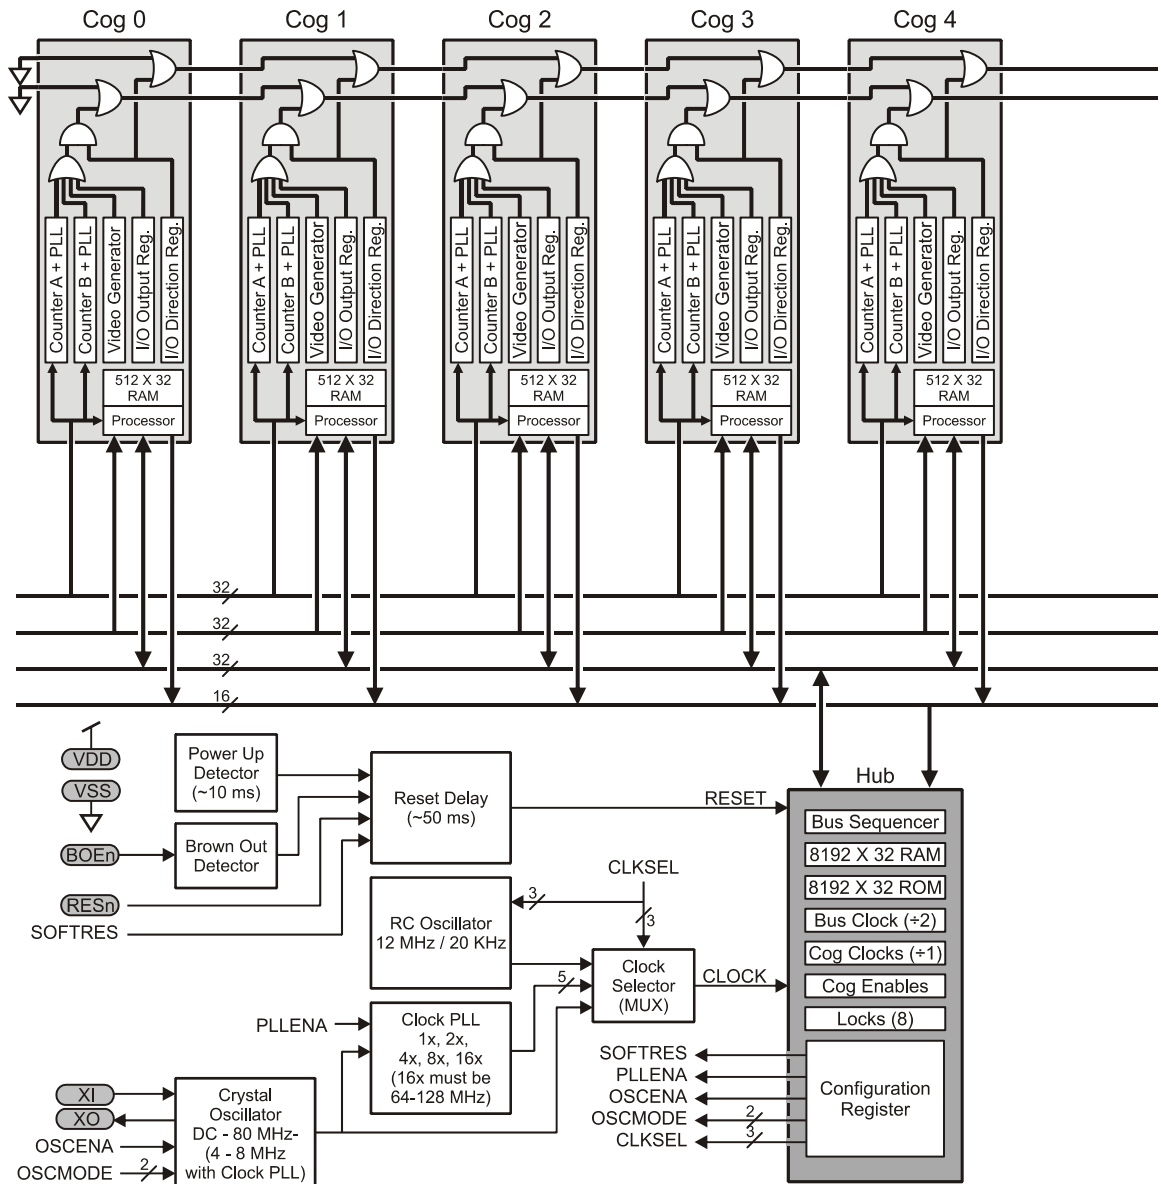 Cog 0
Cog 1
Cog 2
Cog 3
Cog 4
Counter A + PLL
Counter B + PLL
Video Generator
I/O Output Reg.
I/O Direction Reg.
Counter A + PLL
Counter B + PLL
Video Generator
I/O Output Reg.
I/O Direction Reg.
Counter A + PLL
Counter B + PLL
Video Generator
I/O Output Reg.
I/O Direction Reg.
Counter A + PLL
Counter B + PLL
Video Generator
I/O Output Reg.
I/O Direction Reg.
Counter A + PLL
Counter B + PLL
Video Generator
I/O Output Reg.
I/O Direction Reg.
512 X 32
RAM
Processor
512 X 32
RAM
Processor
512 X 32
RAM
Processor
512 X 32
RAM
Processor
512 X 32
RAM
Processor
32
32
32
16
VDD
VSS
BOEn
RESn
SOFTRES
Power Up
Detector
(~10 ms)
Brown Out
Detector
Reset Delay
(~50 ms)
RESET
CLKSEL
3
3
RC Oscillator
12 MHz / 20 KHz
5
Clock
Selector
(MUX)
CLOCK
PLLENA
Clock PLL
1x, 2x,
4x, 8x, 16x
(16x must be
64-128 MHz)
XI
XO
OSCENA
OSCMODE
2
Crystal
Oscillator
DC - 80 MHz-
(4 - 8 MHz
with Clock PLL)
Hub
Bus Sequencer
8192 X 32 RAM
8192 X 32 ROM
Bus Clock (÷2)
Cog Clocks (÷1)
Cog Enables
Locks (8)
Configuration
Register
SOFTRES
PLLENA
OSCENA
OSCMODE
2
CLKSEL
3